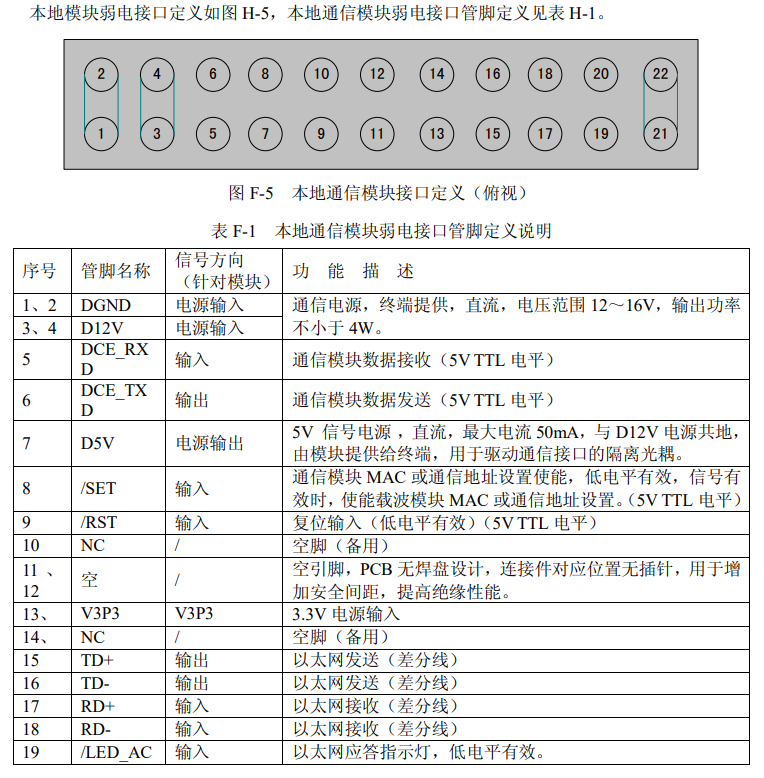 本地模块弱电接口定义如图 H-5，本地通信模块弱电接口管脚定义见表 H-1。
2 4 6 8 10 12 14 16 18 20 22
1 3 5 7 9 11 13 15 17 19 21
图 F-5 本地通信模块接口定义（俯视）
表 F-1 本地通信模块弱电接口管脚定义说明
序号 管脚名称 信号方向（针对模块） 功 能 描 述
1、2 DGND 电源输入 通信电源，终端提供，直流，电压范围 12～16V，输出功率
3、4 D12V 电源输入 不小于 4W。
5 DCE_RXD 输入 通信模块数据接收（5V TTL 电平）
6 DCE_TXD 输出 通信模块数据发送（5V TTL 电平）
7 D5V 电源输出 5V 信号电源 ，直流，最大电流 50mA，与 D12V 电源共地，
由模块提供给终端，用于驱动通信接口的隔离光耦。
8 /SET 输入 通信模块 MAC 或通信地址设置使能，低电平有效，信号有
效时，使能载波模块 MAC 或通信地址设置。（5V TTL 电平）
9 /RST 输入 复位输入（低电平有效）（5V TTL 电平）
10 NC / 空脚（备用）
11 、12 空 / 空引脚，PCB 无焊盘设计，连接件对应位置无插针，用于增
加安全间距，提高绝缘性能。
13、 V3P3 V3P3 3.3V 电源输入
14、 NC / 空脚（备用）
15 TD+ 输出 以太网发送（差分线）
16 TD- 输出 以太网发送（差分线）
17 RD+ 输入 以太网接收（差分线）
18 RD- 输入 以太网接收（差分线）
19 /LED_AC 输入 以太网应答指示灯，低电平有效。